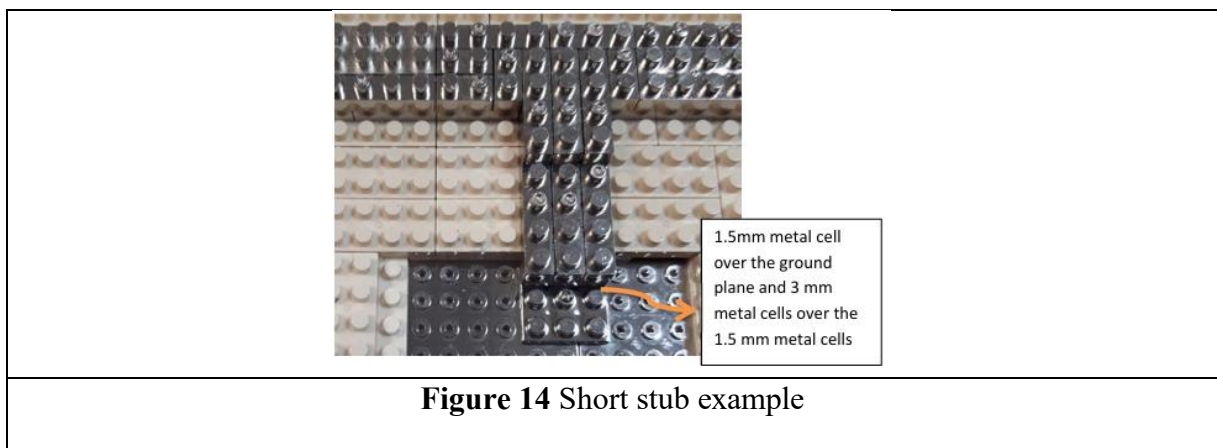 1.5mm metal cell
over the ground
plane and 3 mm
metal cells over the
1.5 mm metal cells
Figure 14 Short stub example